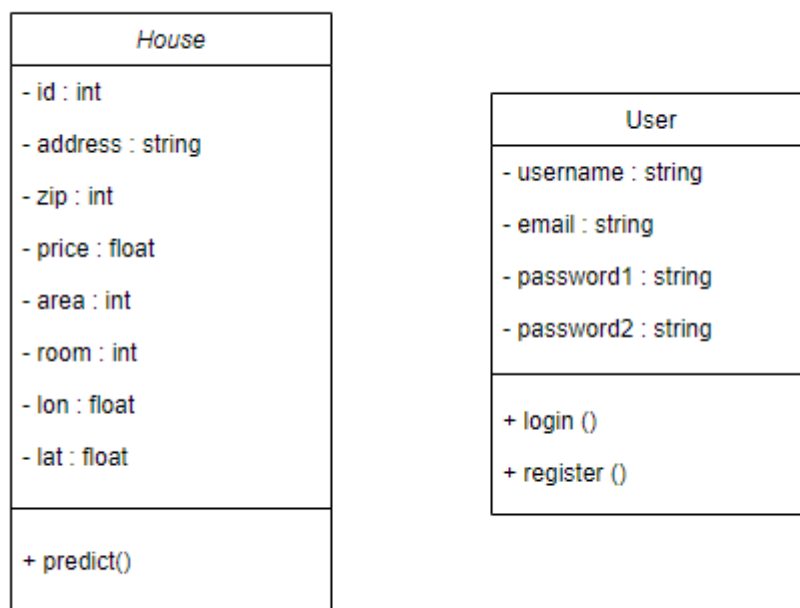 House
- id : int
- address : string
- zip : int
- price : float
- area : int
- room : int
- lon : float
- lat : float
+ predict()
User
- username : string
- email : string
- password1 : string
- password2 : string
+ login ()
+ register ()